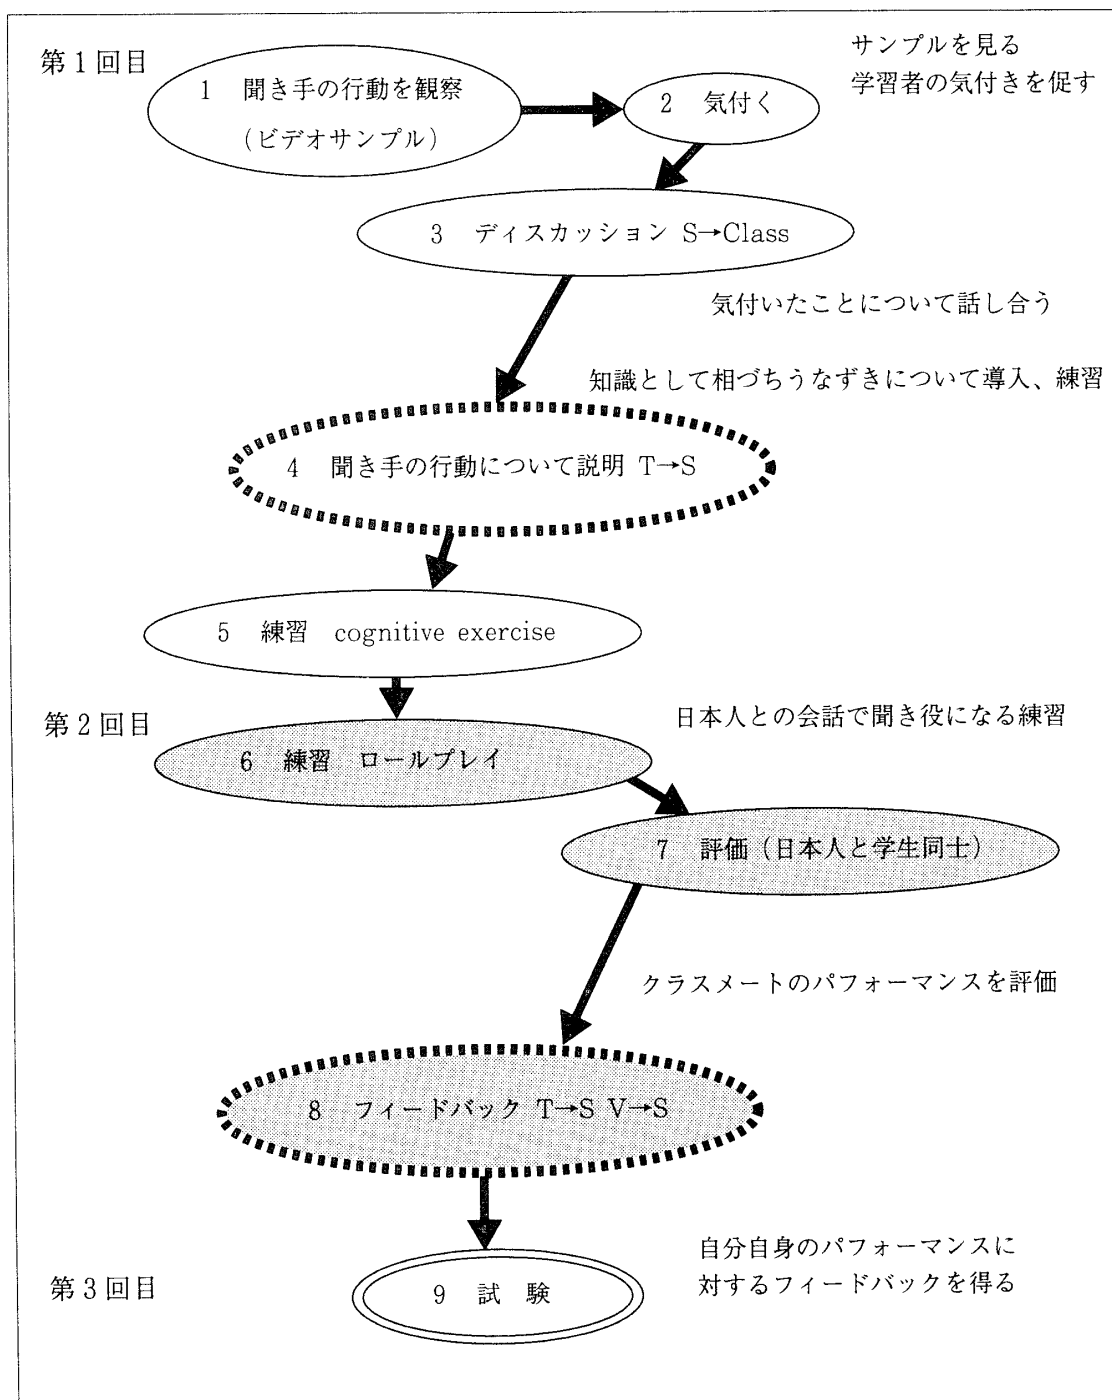 第1回目
1 聞き手の行動を観察
(ビデオサンプル)
2 気付く
サンプルを見る
学習者の気付きを促す
3 ディスカッション S→Class
気付いたことについて話し合う
知識として相づちうなずきについて導入、練習
4 聞き手の行動について説明 T→S
5 練習 cognitive exercise
第2回目
6 練習 ロールプレイ
日本人との会話で聞き役になる練習
7 評価(日本人と学生同士)
クラスメートのパフォーマンスを評価
8 フィードバック T→S V→S
第3回目
9 試 験
自分自身のパフォーマンスに
対するフィードバックを得る